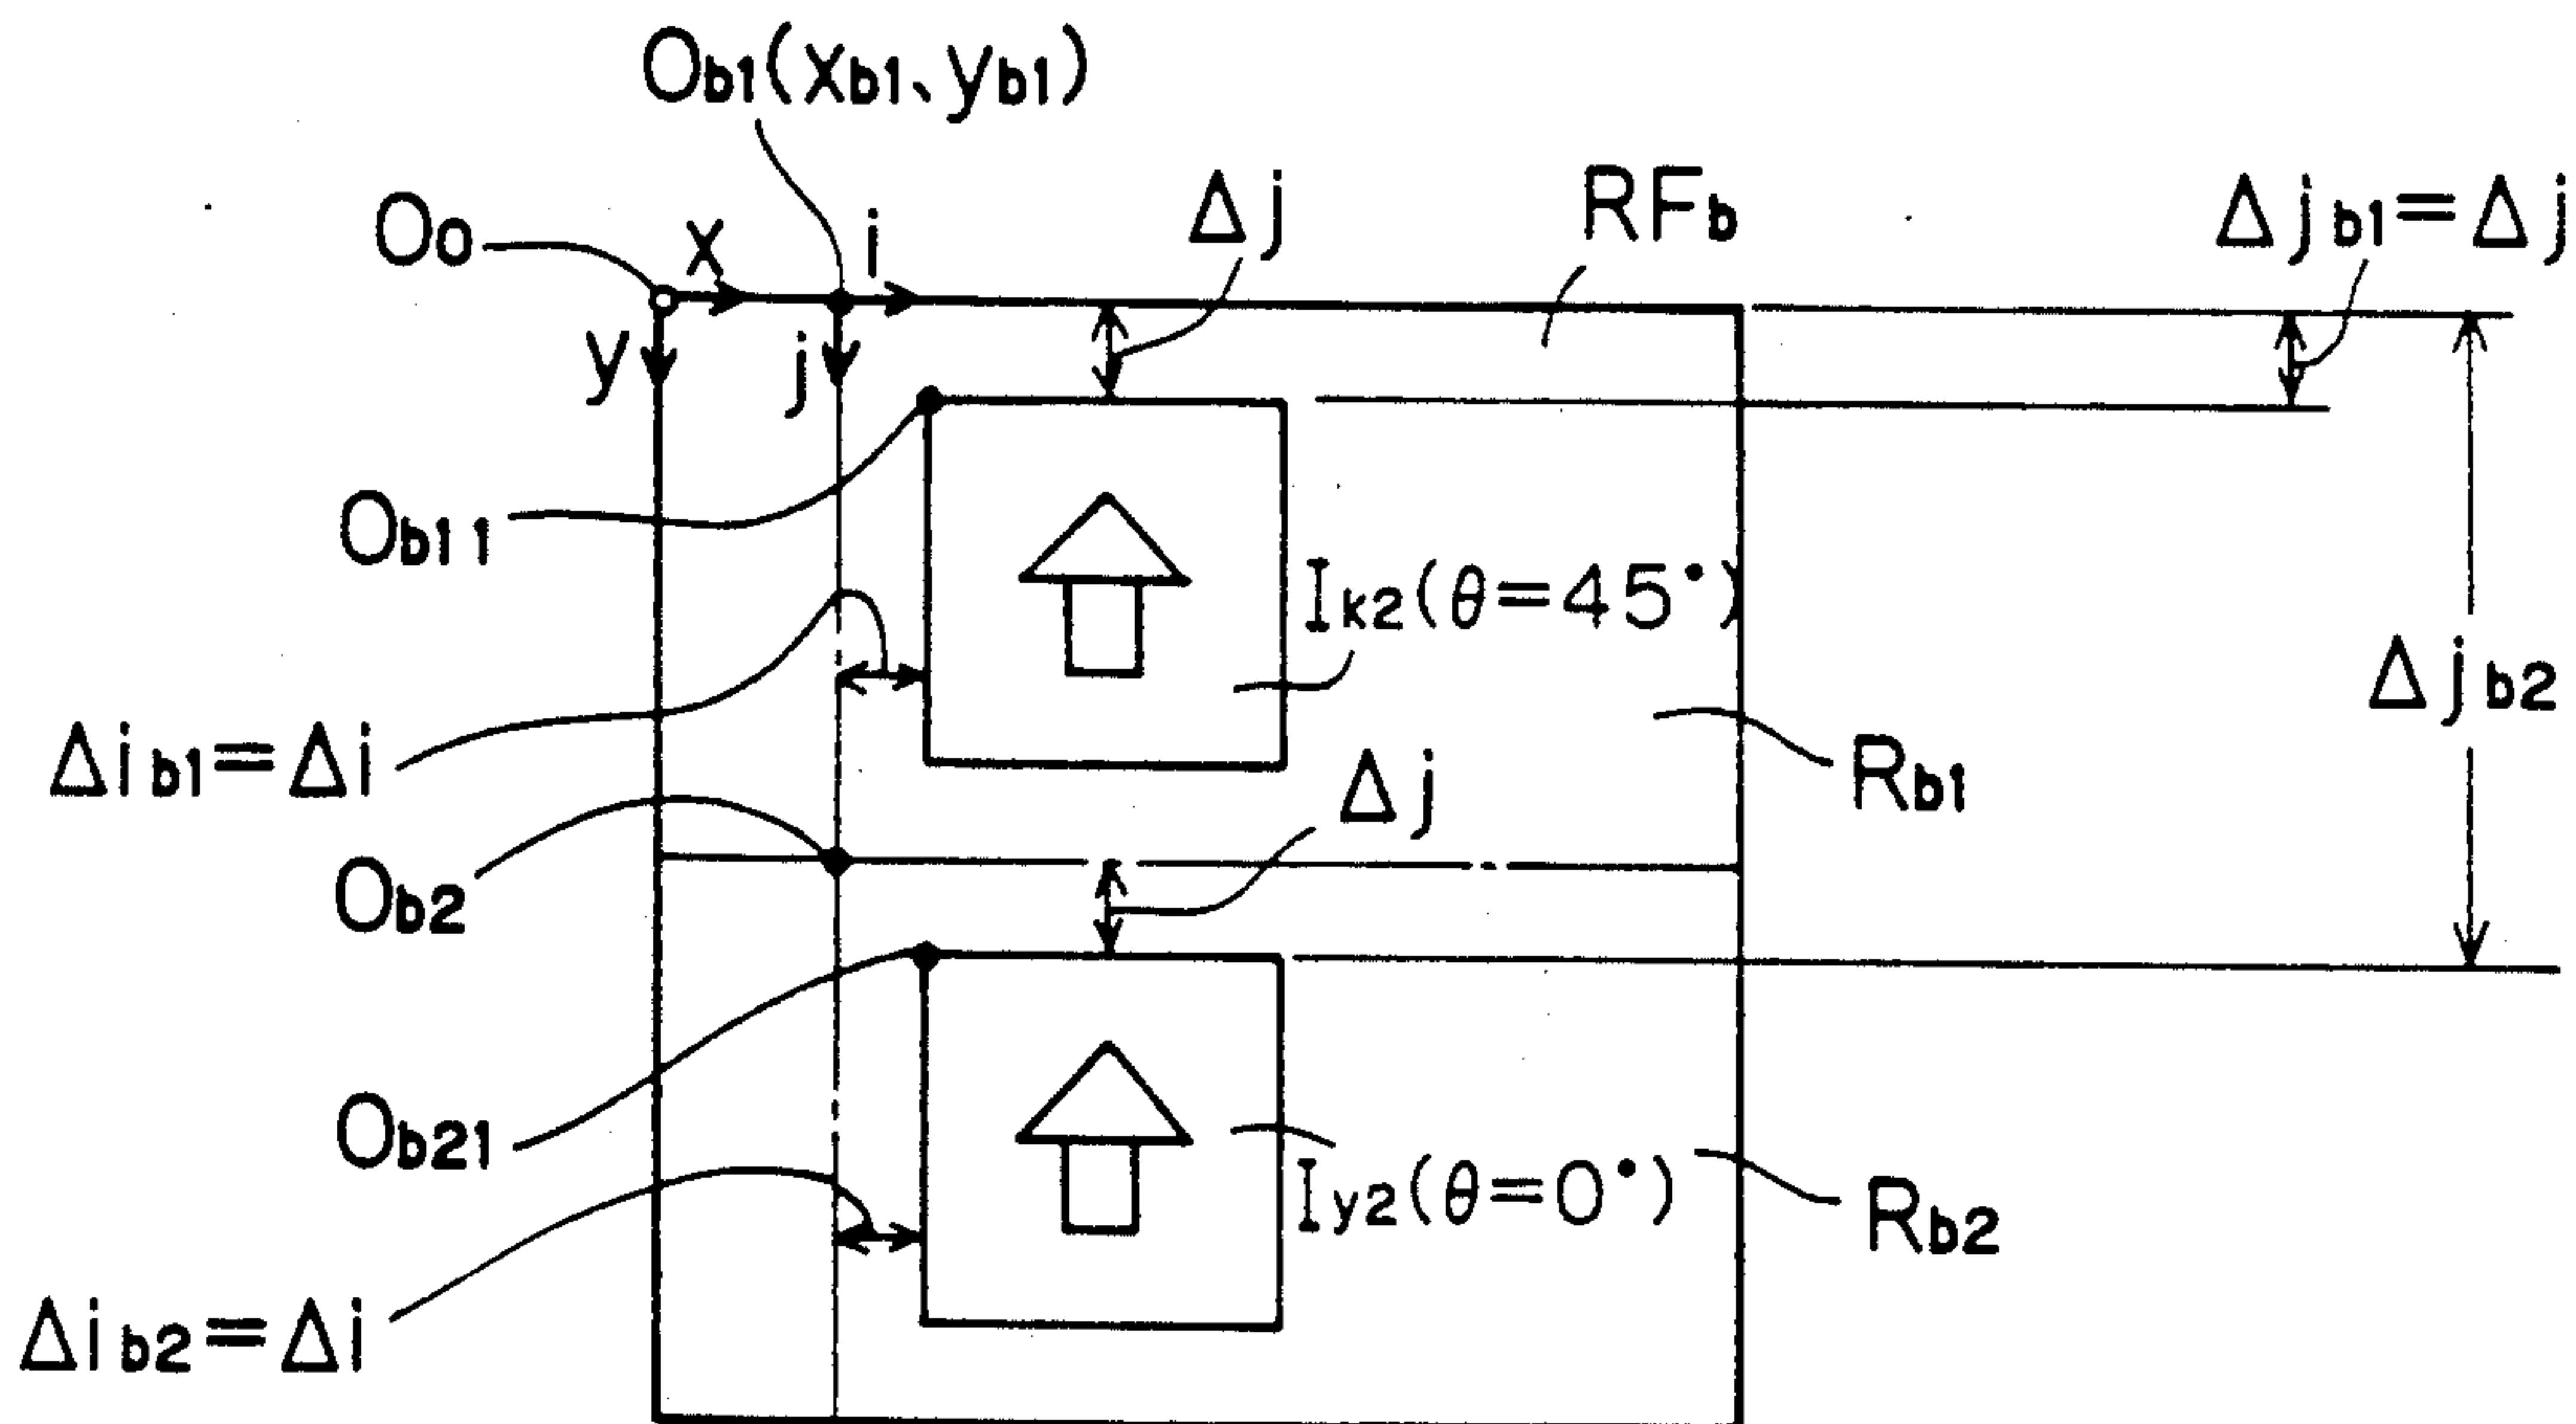 Ob1(xb1、yb1)
Oo
x
i
Δj
RFb
Δjb1=Δj
y
j
Ob11
Ik2(θ=45°)
Δjb2
Δib1=Δi
Rb1
Δj
Ob2
Ob21
Iy2(θ=0°)
Rb2
Δib2=Δi